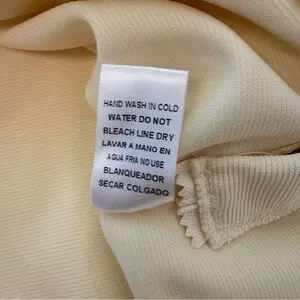 HAND WASH IN COLD
WATER DO NOT
BLEACH LINE DRY
LAVAR A MANO EN
AGUA FRIA NO USE
BLANQUEADOR
SECAR COLGADO